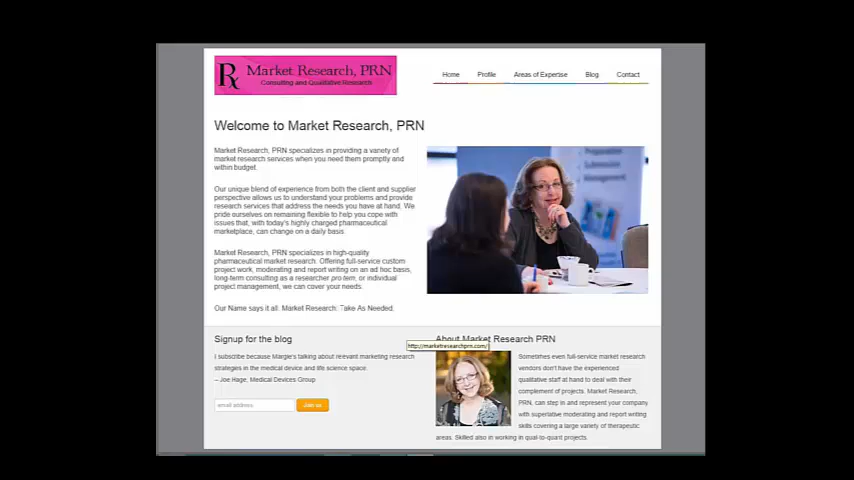 Rx Market Research, PRN
Consulting and Qualitative Research
Home Profile Areas of Expertise Blog Contact
Welcome to Market Research, PRN
Market Research, PRN specializes in providing a variety of
market research services when you need them promptly and
within budget.
Our unique blend of experience from both the client and supplier
perspective allows us to understand your problems and provide
research services that address the needs you have at hand. We
pride ourselves on remaining flexible to help you cope with
issues that, with today's highly charged pharmaceutical
marketplace, can change on a daily basis.
Market Research, PRN specializes in high-quality
pharmaceutical market research. Offering full-service custom
project work, moderating and report writing on an ad hoc basis,
long-term consulting as a researcher pro tem, or individual
project management, we can cover your needs.
Our Name says it all. Market Research: Take As Needed.
Preparation
Submission
Management
Signup for the blog
I subscribe because Margie's talking about relevant marketing research
strategies in the medical device and life science space.
-- Joe Hage, Medical Devices Group
email address
Join us
About Market Research PRN
http://marketresearchprn.com/
Sometimes even full-service market research
vendors don't have the experienced
qualitative staff at hand to deal with their
complement of projects. Market Research,
PRN, can step in and represent your company
with superlative moderating and report writing
skills covering a large variety of therapeutic
areas. Skilled also in working in qual-to-quant projects.